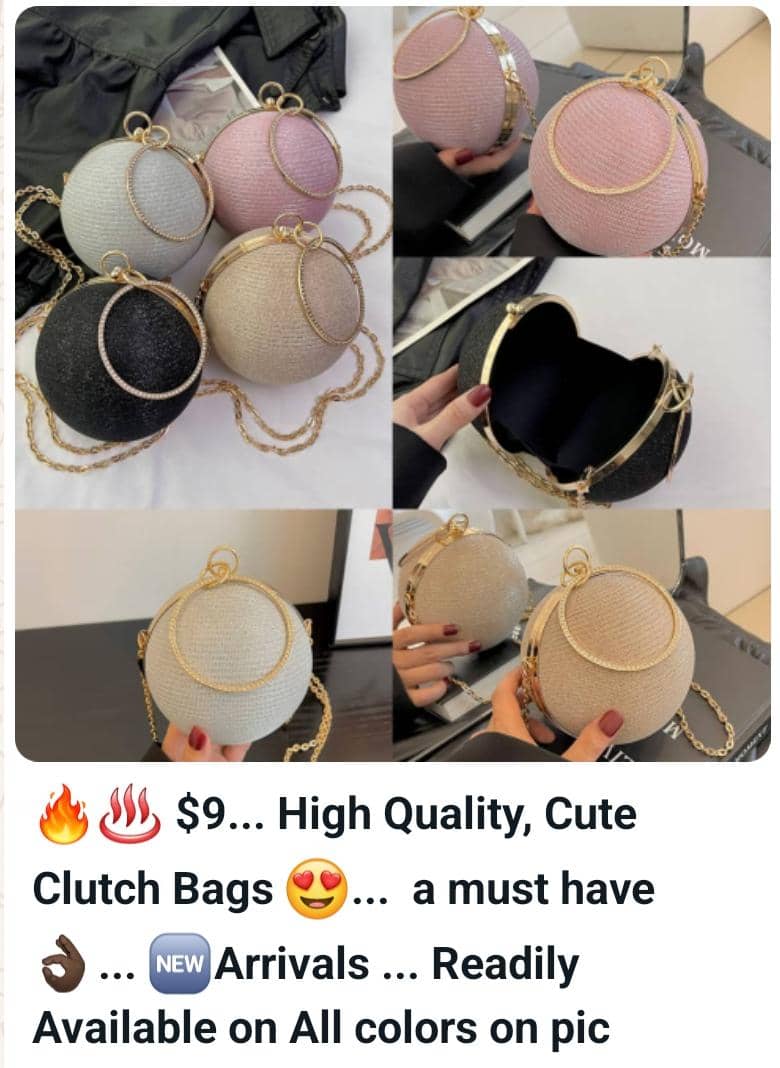 🔥♨️ $9... High Quality, Cute
Clutch Bags 😍... a must have
👌🏿... 🆕Arrivals ... Readily
Available on All colors on pic